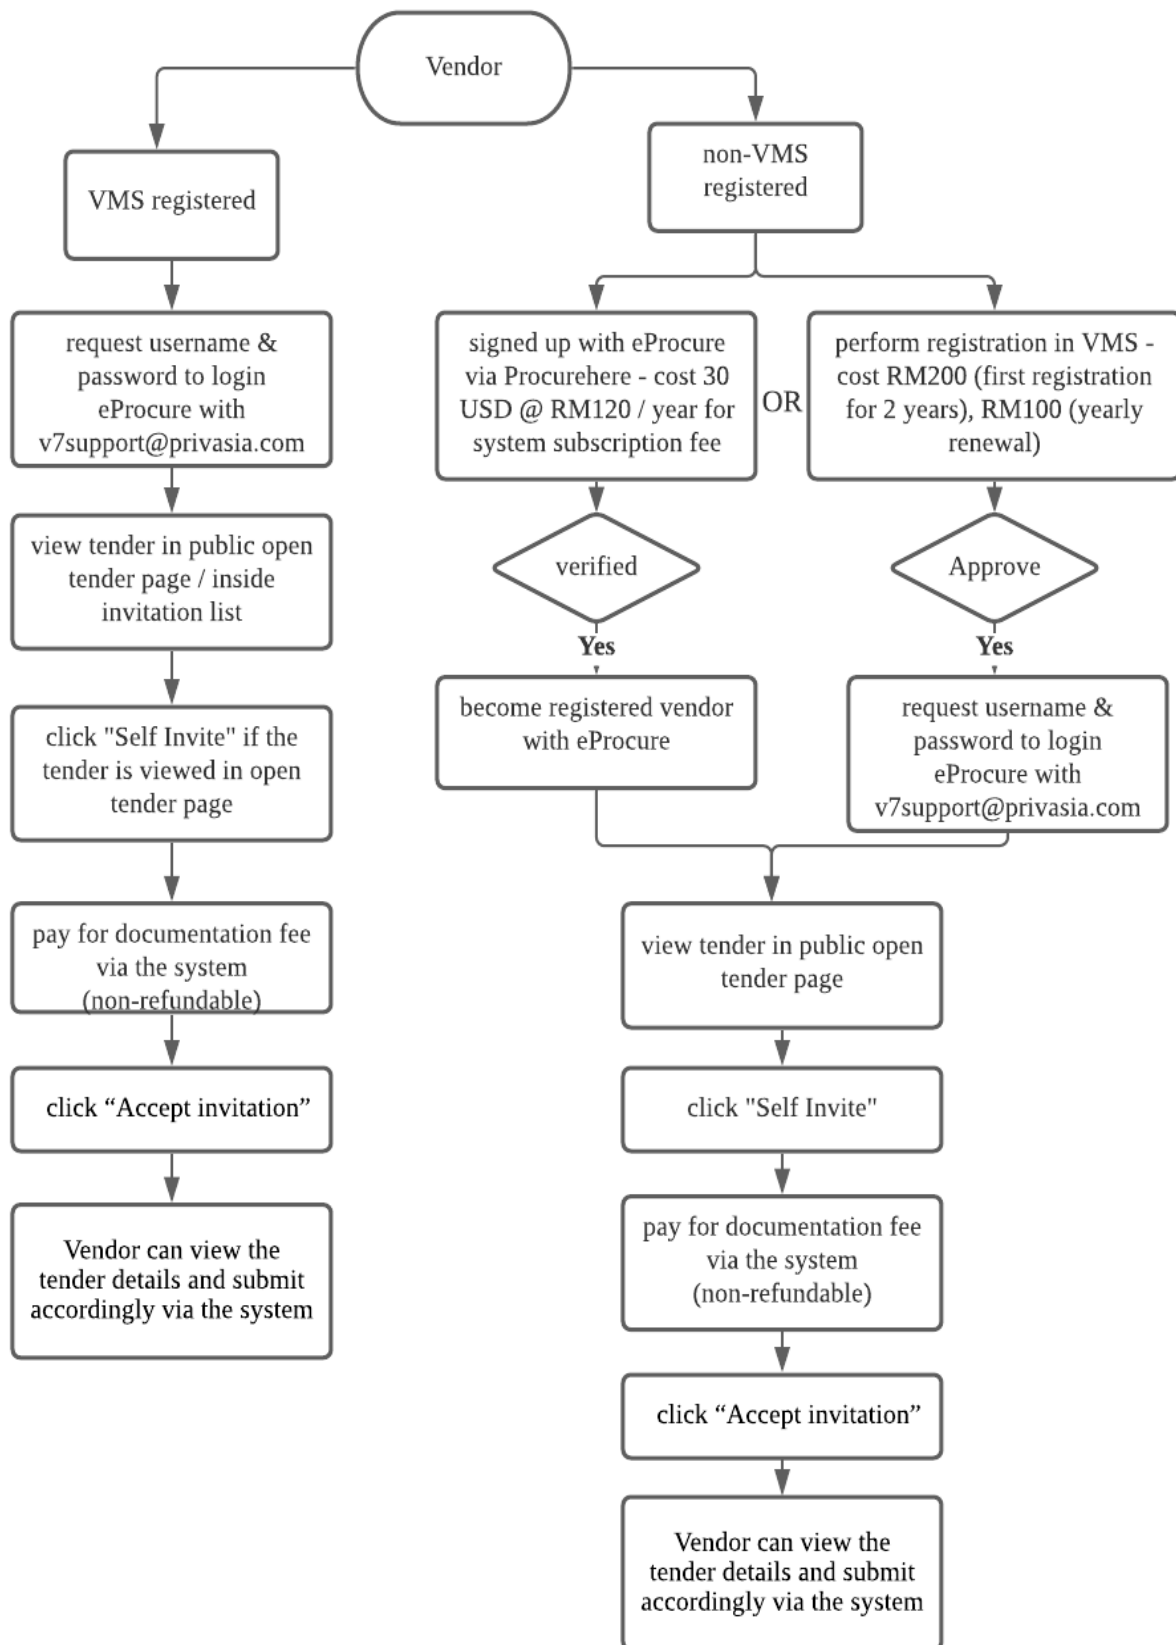 Vendor
VMS registered
request username &
password to login
eProcure with
v7support@privasia.com
view tender in public open
tender page / inside
invitation list
click "Self Invite" if the
tender is viewed in open
tender page
pay for documentation fee
via the system
(non-refundable)
click “Accept invitation”
Vendor can view the
tender details and submit
accordingly via the system
non-VMS
registered
signed up with eProcure
via Procurehere - cost 30
USD @ RM120 / year for
system subscription fee
OR
perform registration in VMS -
cost RM200 (first registration
for 2 years), RM100 (yearly
renewal)
verified
Yes
become registered vendor
with eProcure
Approve
Yes
request username &
password to login
eProcure with
v7support@privasia.com
view tender in public open
tender page
click "Self Invite"
pay for documentation fee
via the system
(non-refundable)
click “Accept invitation”
Vendor can view the
tender details and submit
accordingly via the system